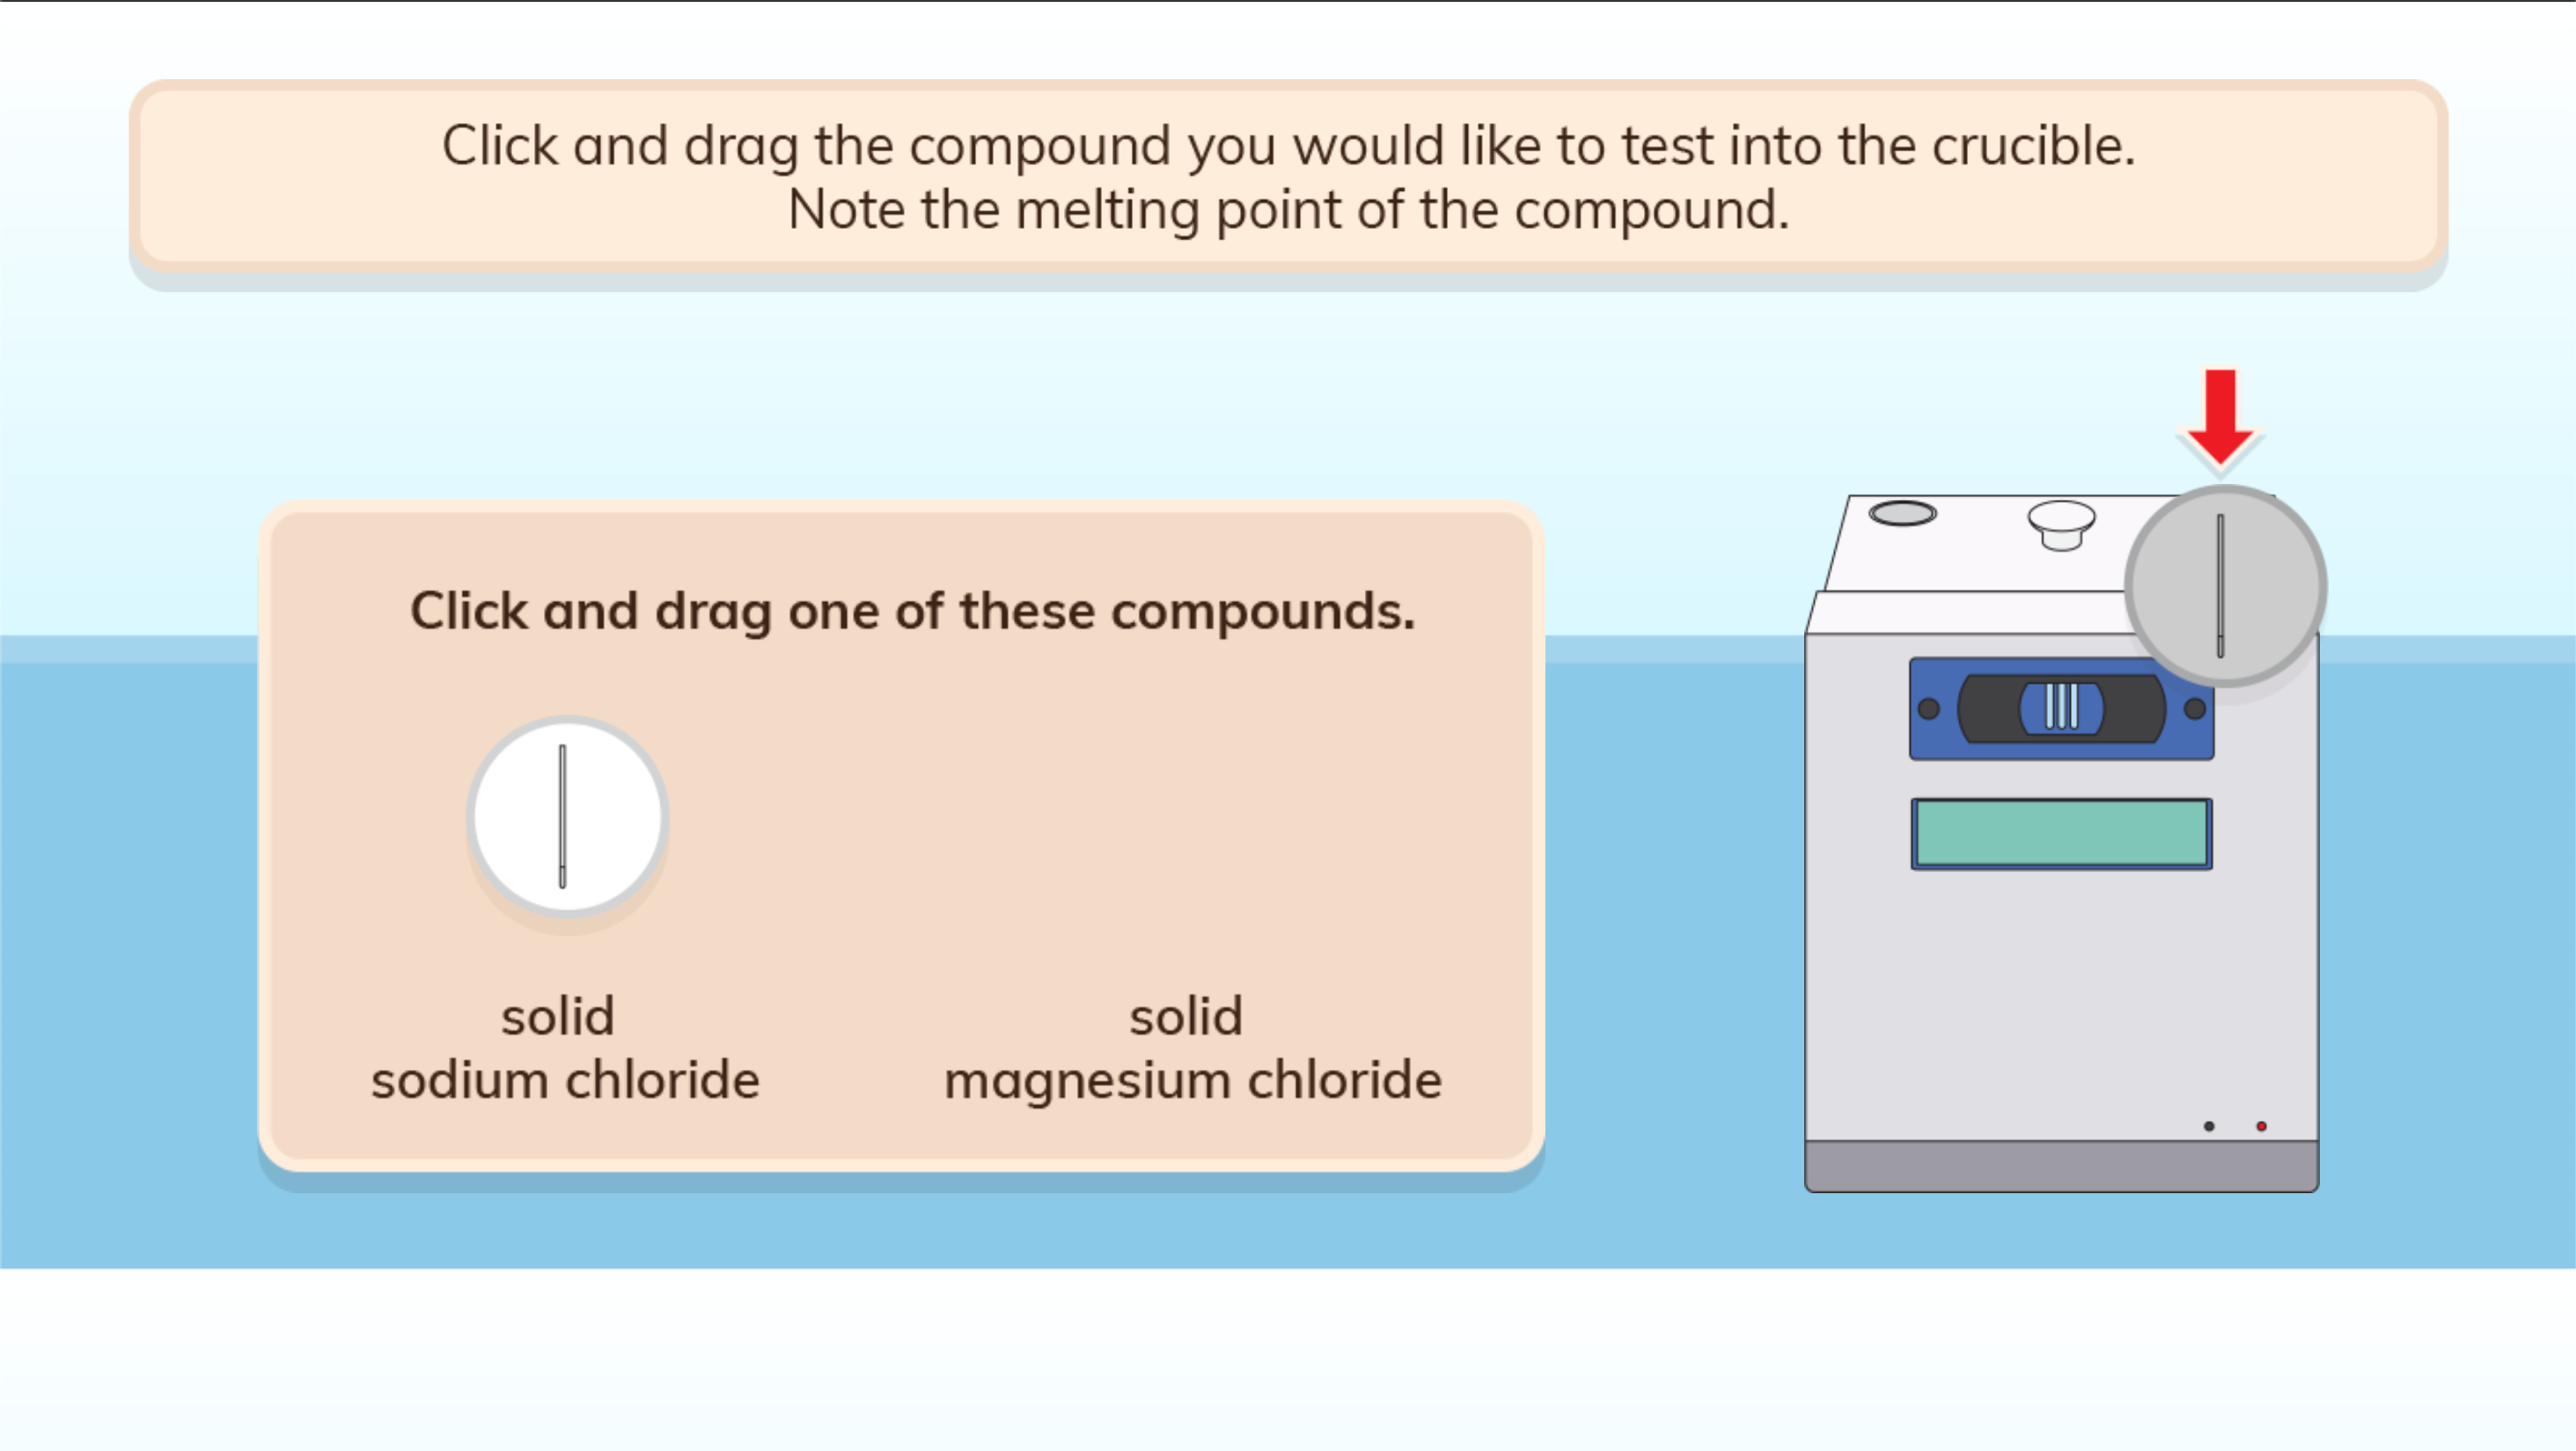 Click and drag the compound you would like to test into the crucible.
Note the melting point of the compound.
Click and drag one of these compounds.
solid
sodium chloride
solid
magnesium chloride